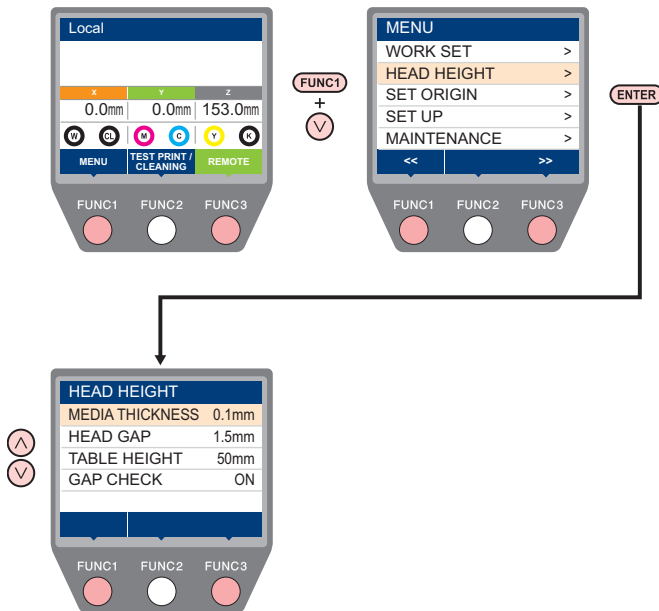 Local
X Y Z
0.0mm 0.0mm 153.0mm
W CL M C Y K
MENU TEST PRINT / CLEANING REMOTE
FUNC1 FUNC2 FUNC3
FUNC1
+
MENU
WORK SET >
HEAD HEIGHT >
SET ORIGIN >
SET UP >
MAINTENANCE >
<< >>
FUNC1 FUNC2 FUNC3
ENTER
HEAD HEIGHT
MEDIA THICKNESS 0.1mm
HEAD GAP 1.5mm
TABLE HEIGHT 50mm
GAP CHECK ON
FUNC1 FUNC2 FUNC3